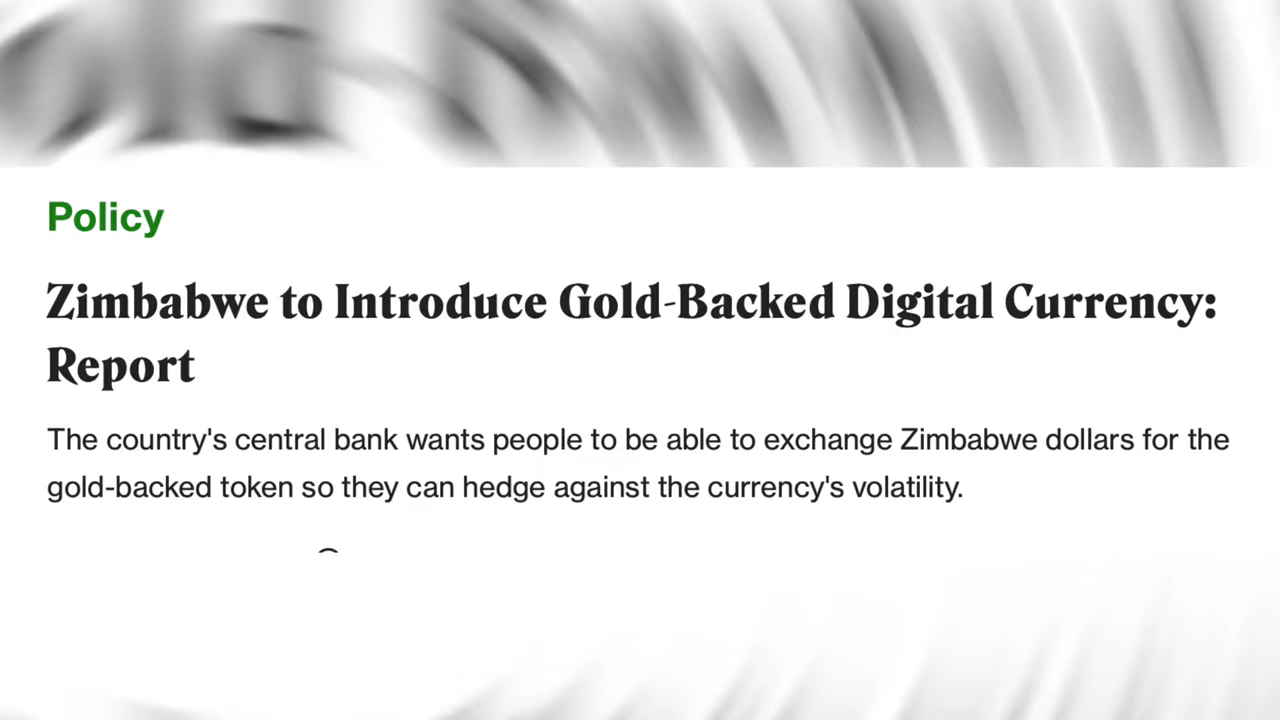 Policy
Zimbabwe to Introduce Gold-Backed Digital Currency:
Report
The country's central bank wants people to be able to exchange Zimbabwe dollars for the
gold-backed token so they can hedge against the currency's volatility.